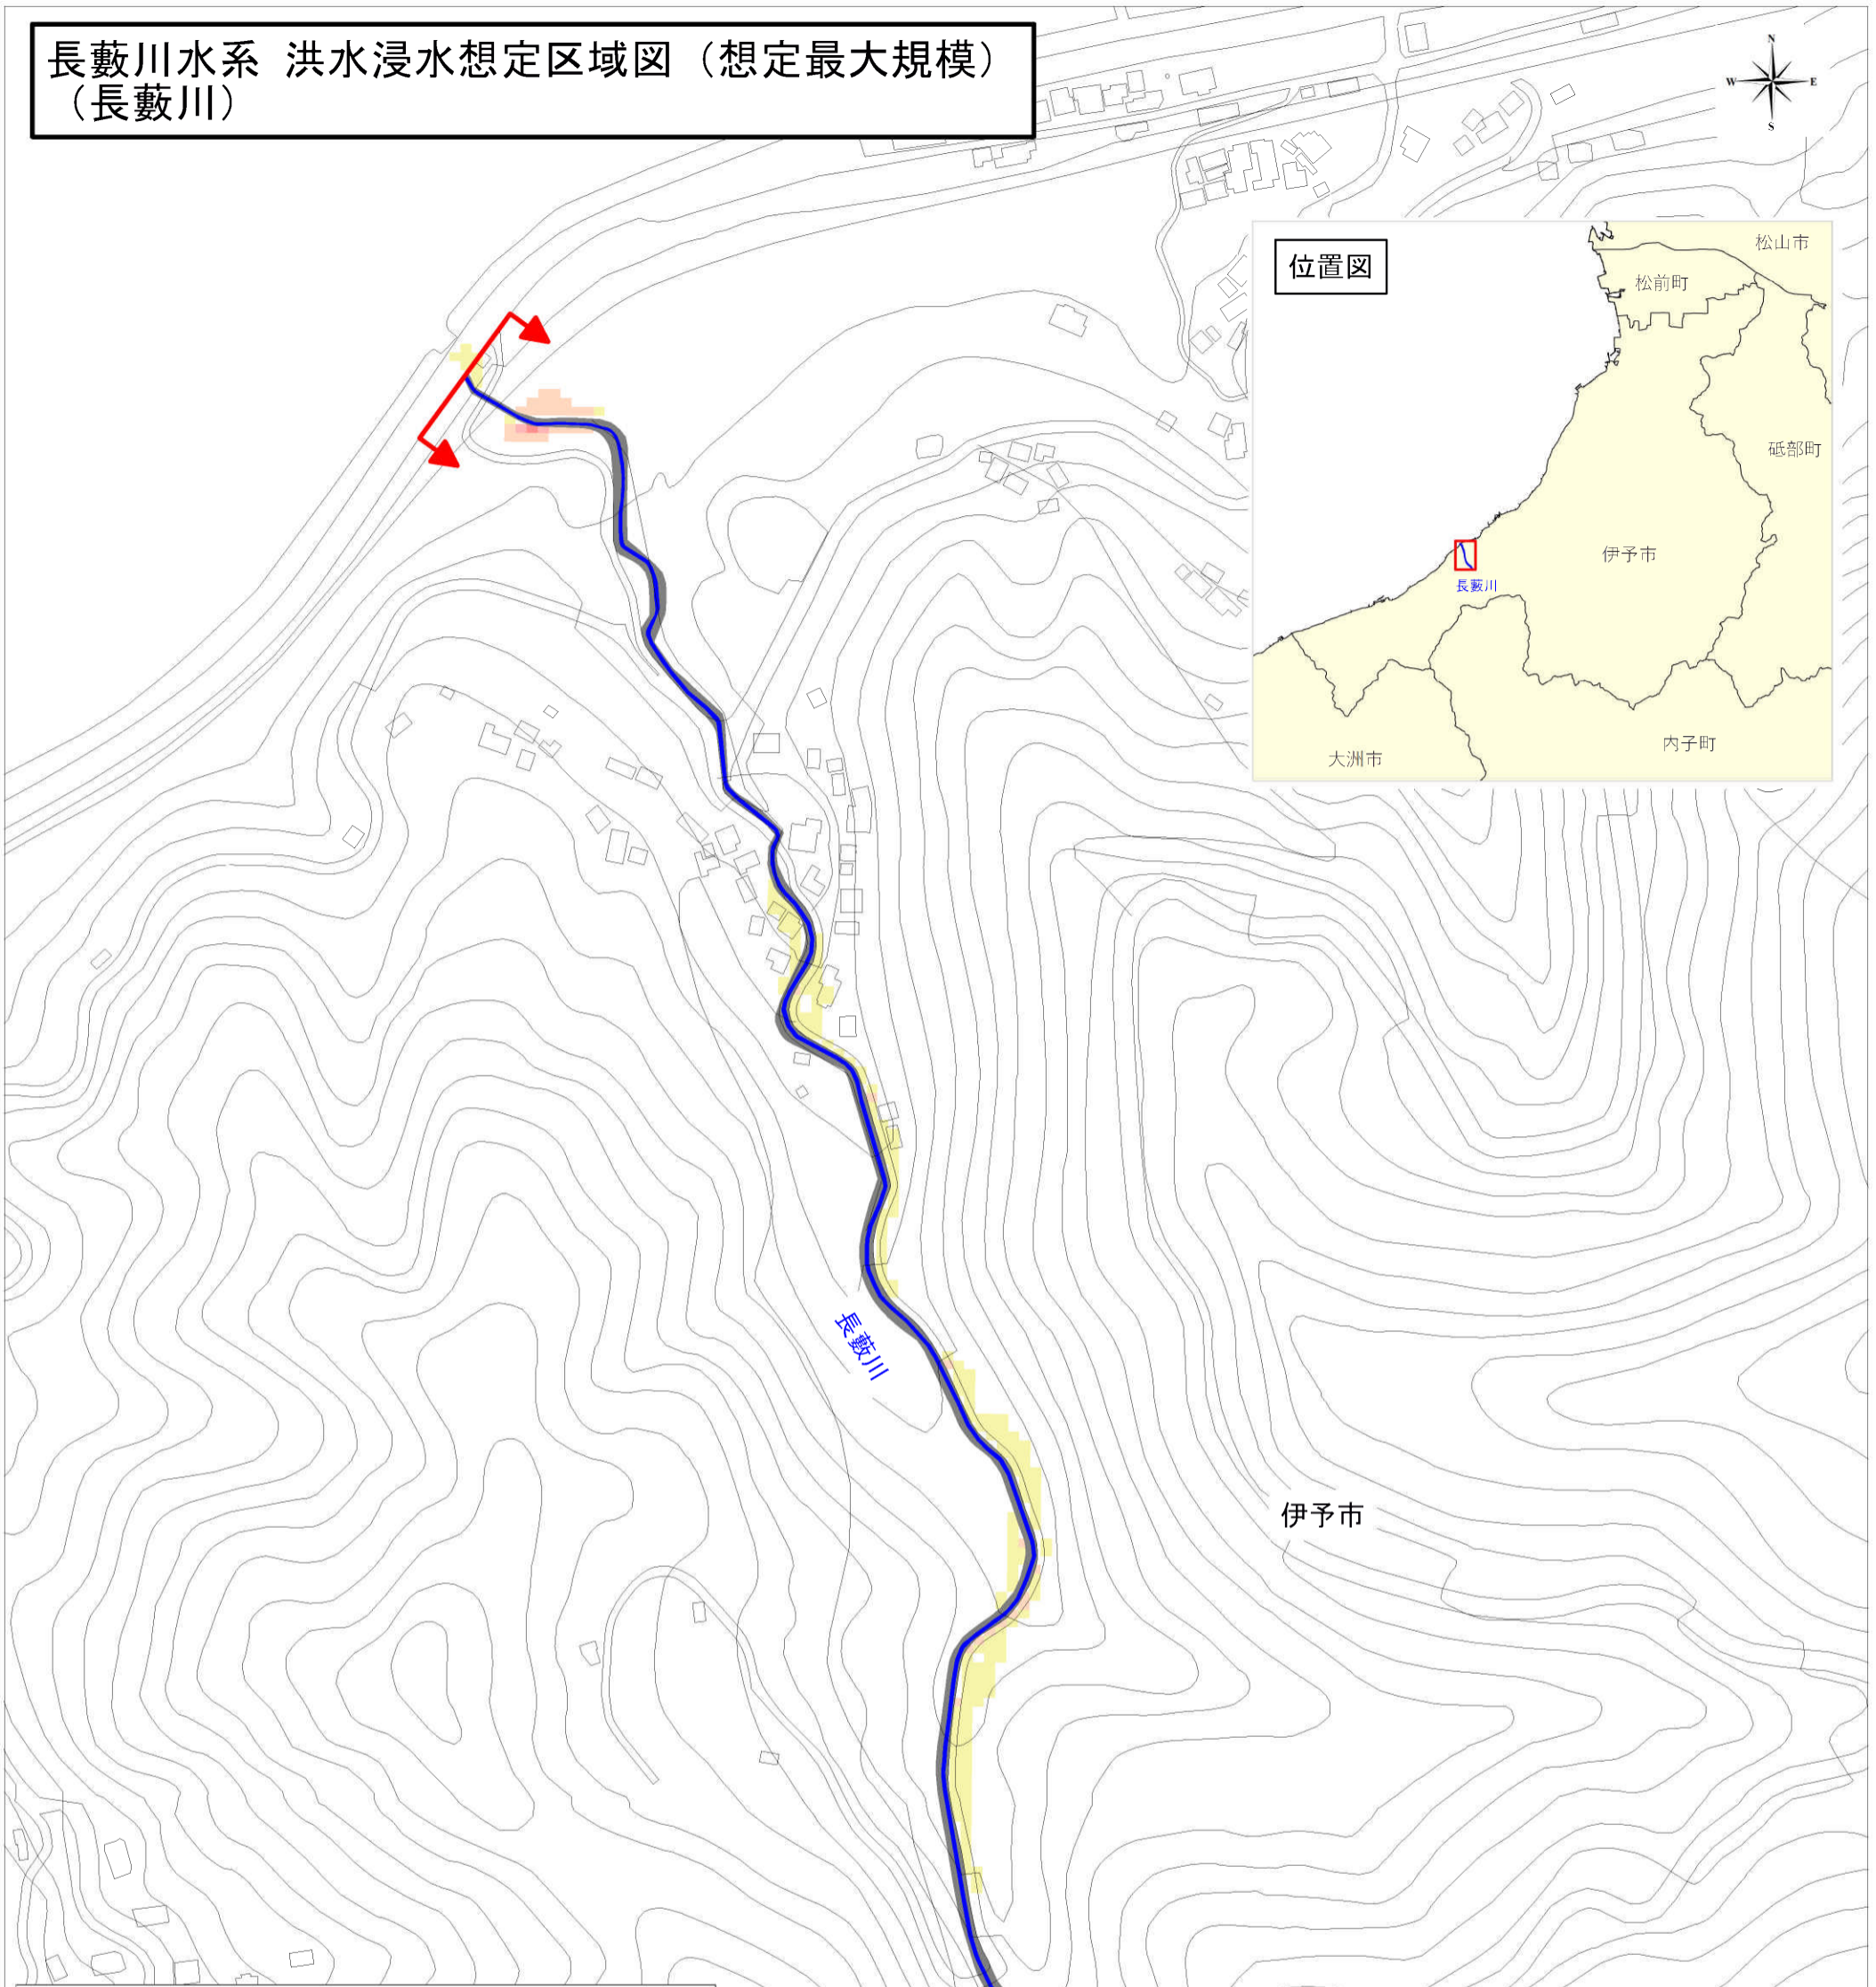 長藪川水系 洪水浸水想定区域図（想定最大規模）
（長藪川）
N
W E
S
位置図
松山市
松前町
砥部町
伊予市
長藪川
内子町
大洲市
長藪川
伊予市